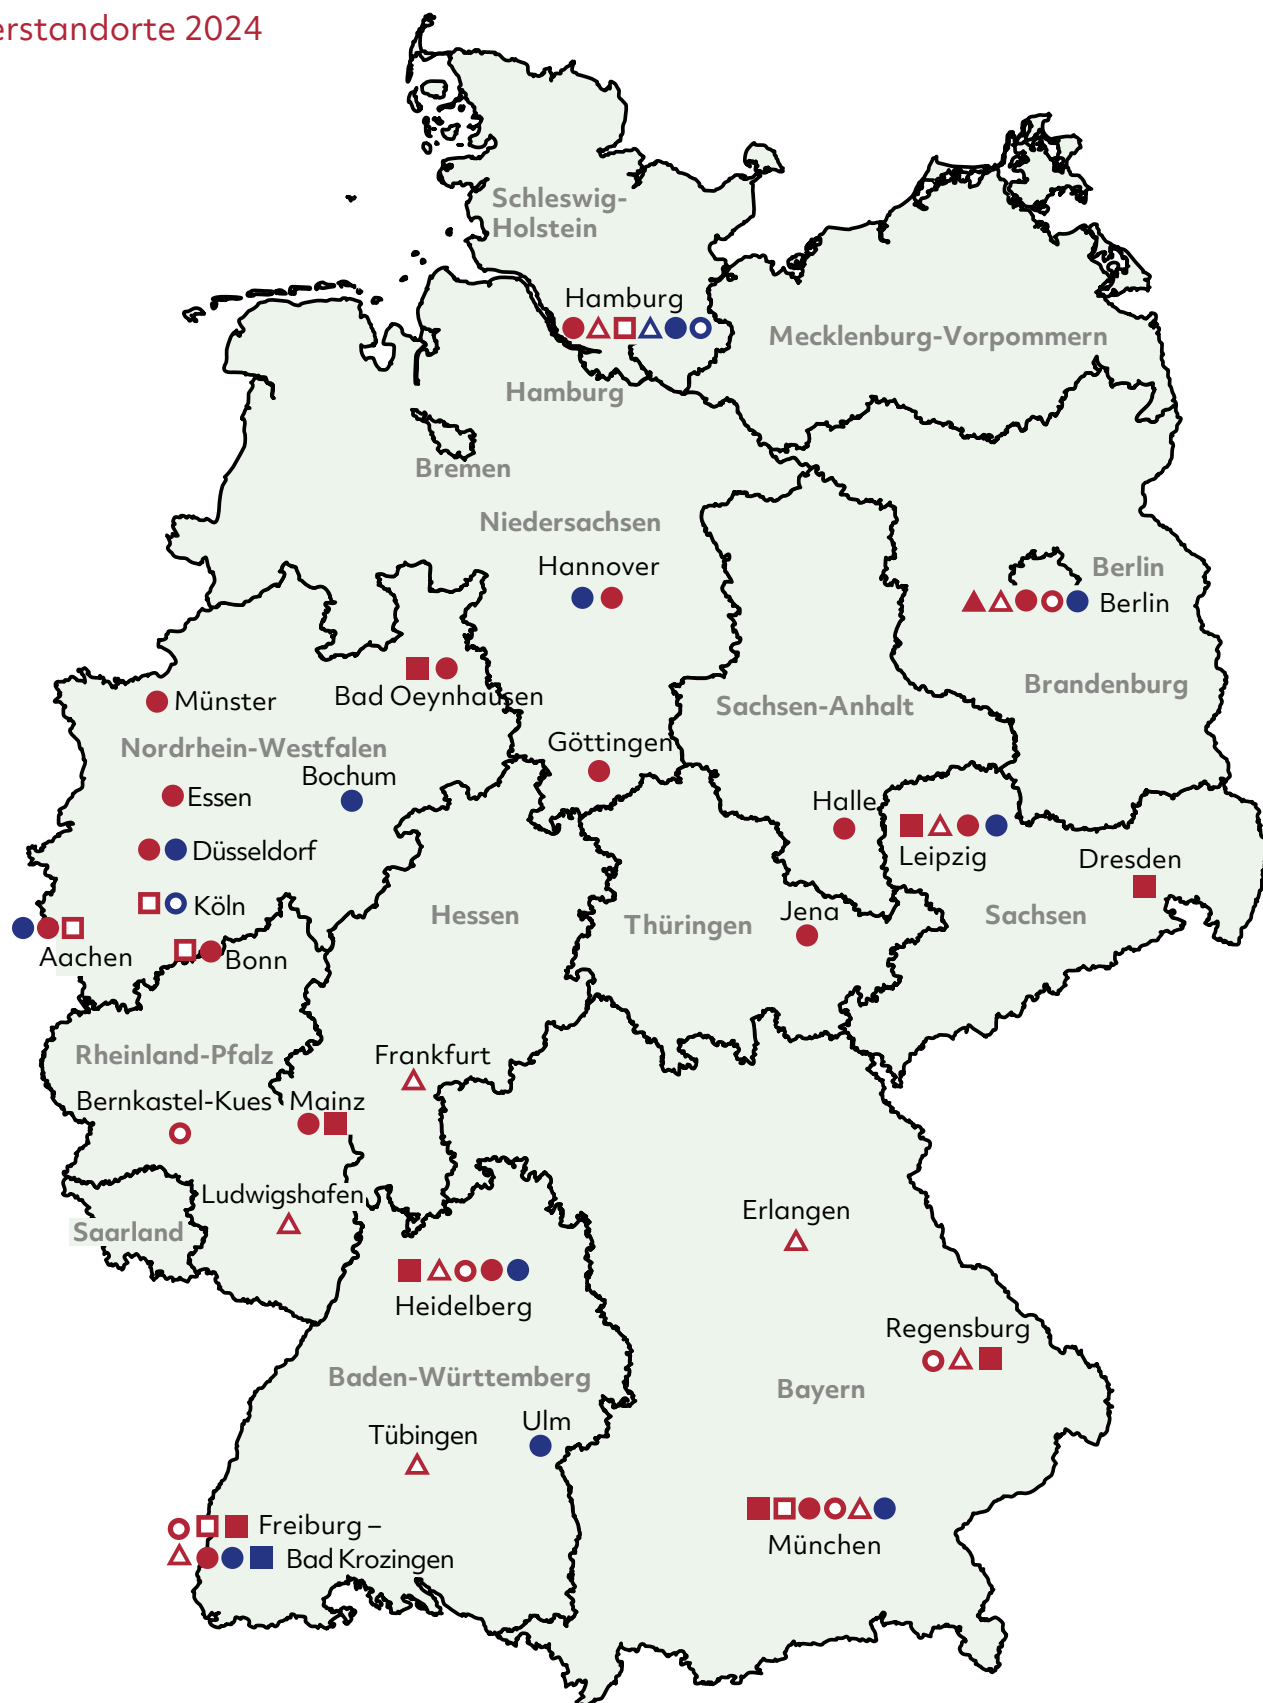 erstandorte 2024
Schleswig-
Holstein
Hamburg
Mecklenburg-Vorpommern
Hamburg
Bremen
Niedersachsen
Hannover
Berlin
Berlin
Bad Oeynhausen
Münster
Brandenburg
Sachsen-Anhalt
Nordrhein-Westfalen
Göttingen
Bochum
Essen
Halle
Düsseldorf
Leipzig
Dresden
Köln
Hessen
Thüringen
Jena
Sachsen
Aachen
Bonn
Rheinland-Pfalz
Frankfurt
Bernkastel-Kues
Mainz
Ludwigshafen
Saarland
Erlangen
Heidelberg
Regensburg
Baden-Württemberg
Bayern
Ulm
Tübingen
Freiburg –
Bad Krozingen
München